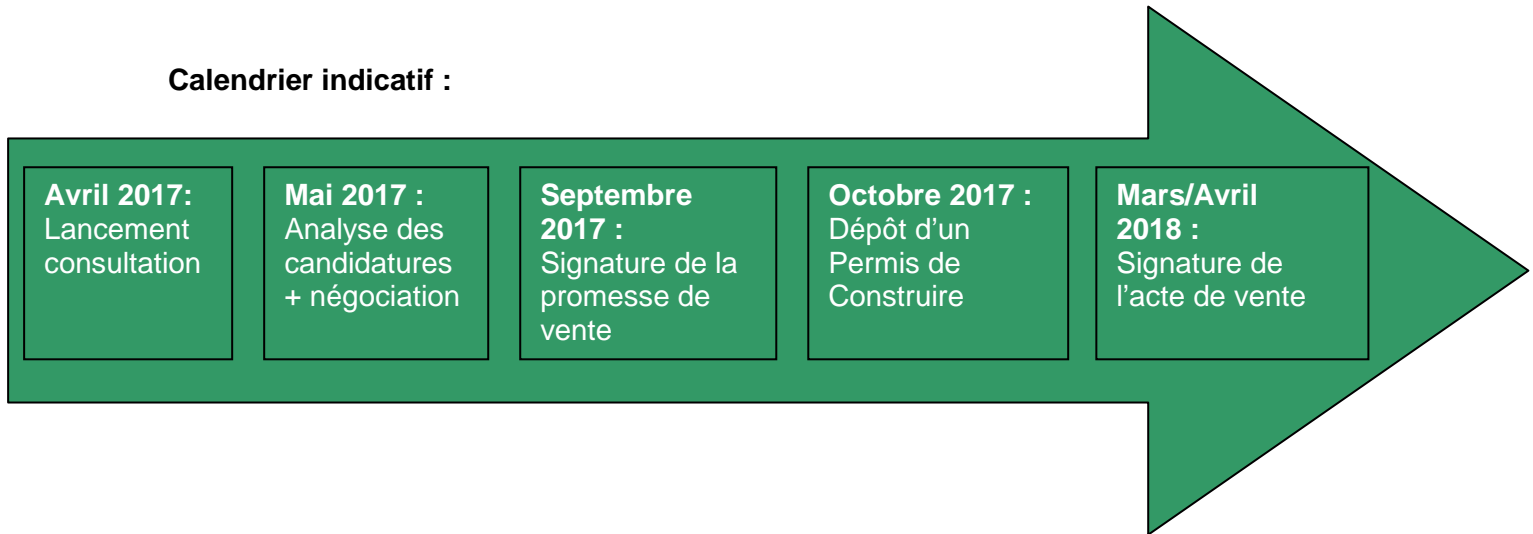 Calendrier indicatif :
Avril 2017:
Lancement
consultation
Mai 2017 :
Analyse des
candidatures
+ négociation
Septembre
2017 :
Signature de la
promesse de
vente
Octobre 2017 :
Dépôt d’un
Permis de
Construire
Mars/Avril
2018 :
Signature de
l’acte de vente